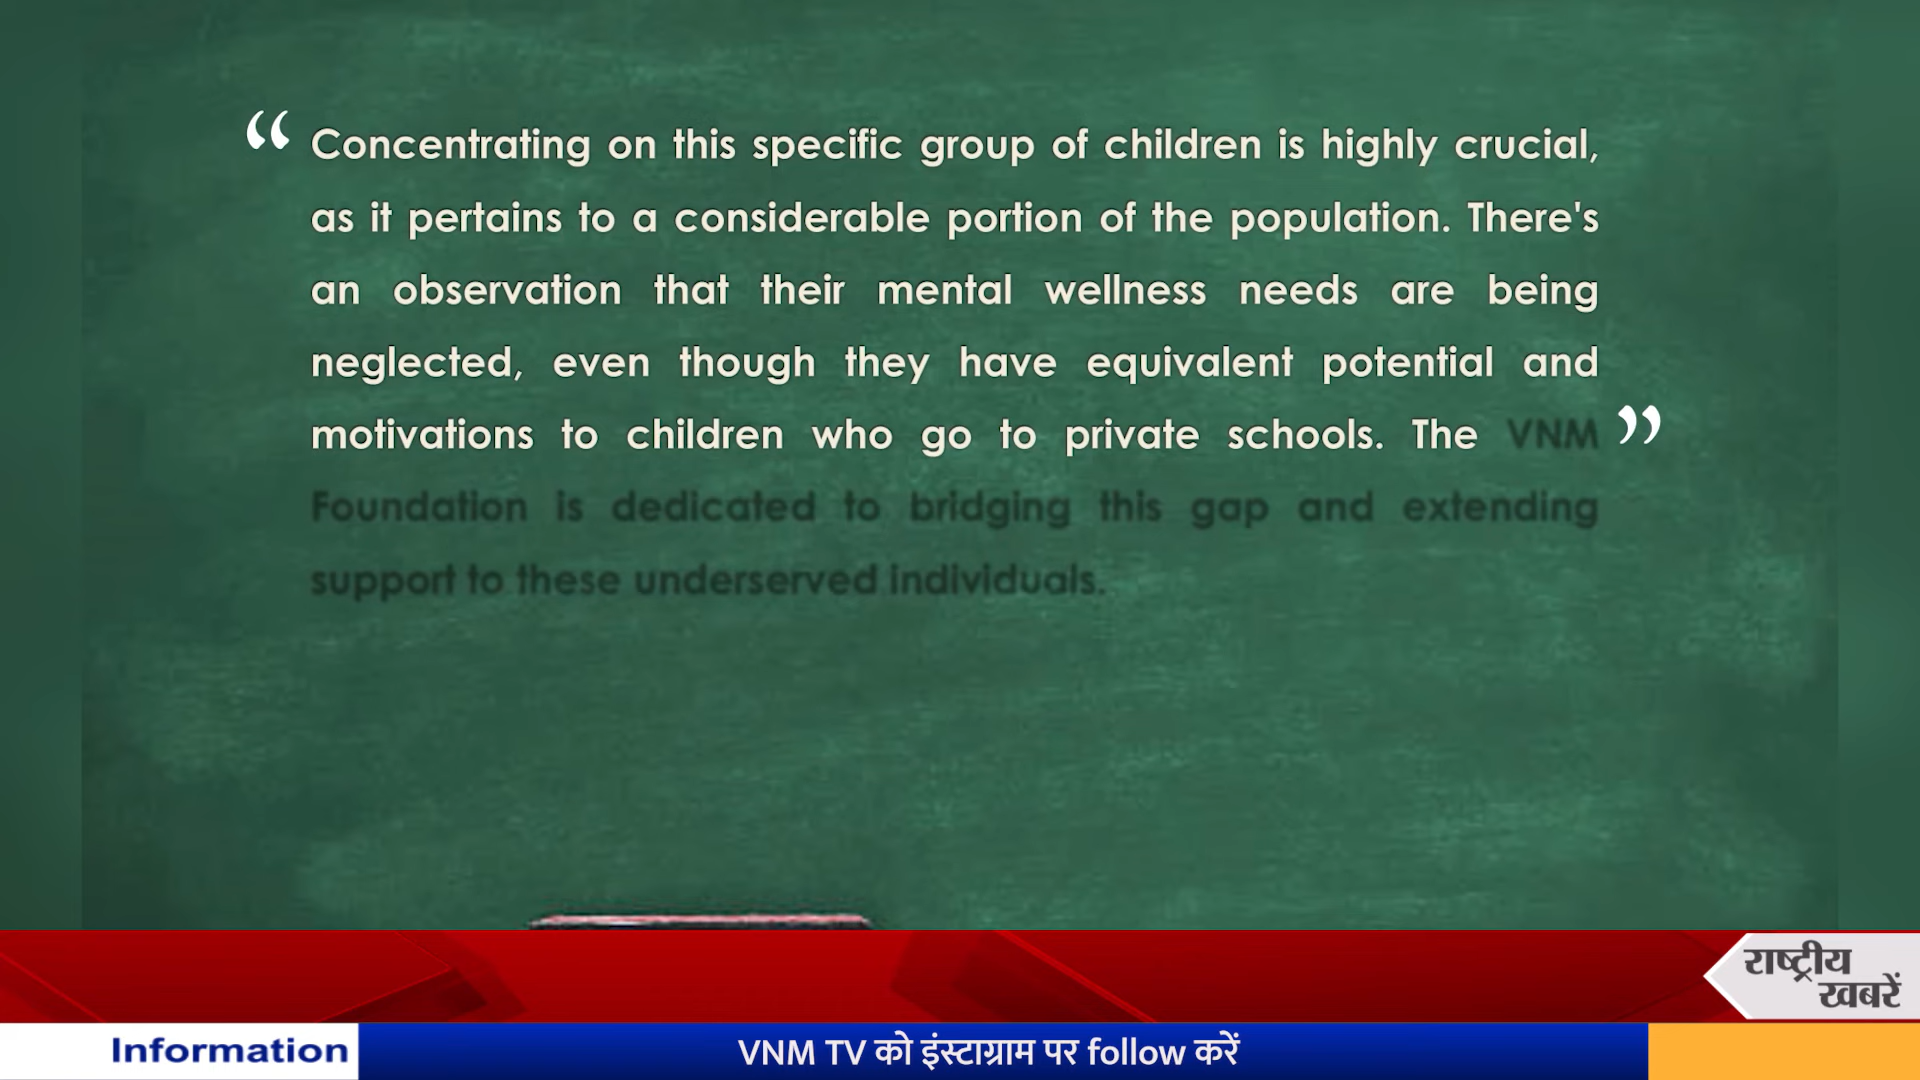 “ Concentrating on this specific group of children is highly crucial,
as it pertains to a considerable portion of the population. There's
an observation that their mental wellness needs are being
neglected, even though they have equivalent potential and
motivations to children who go to private schools. The VNM ”
Foundation is dedicated to bridging this gap and extending
support to these underserved individuals.
राष्ट्रीय
खबरें
Information
VNM TV को इंस्टाग्राम पर follow करें